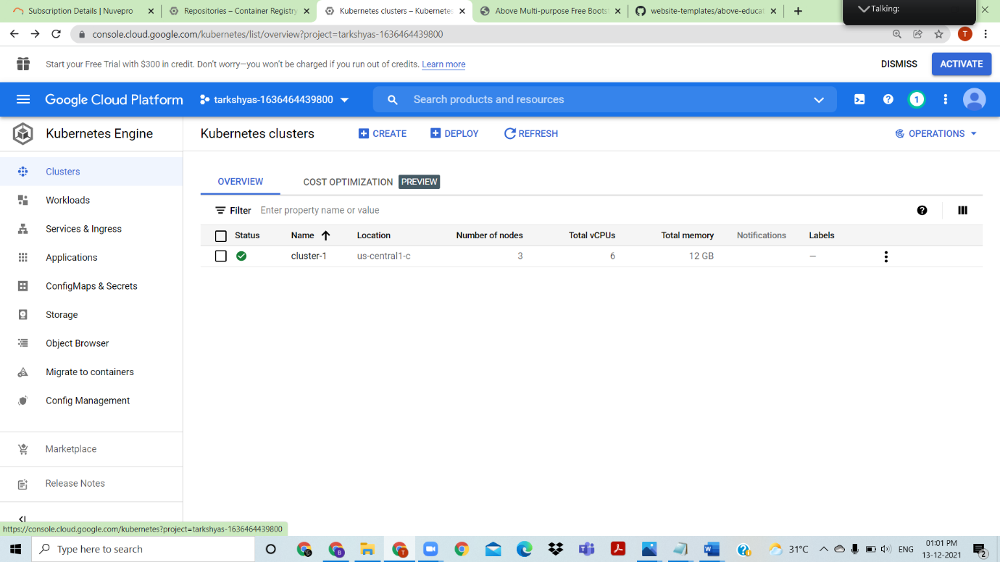 Subscription Details | Nuvepro
Repositories – Container Registry
Kubernetes clusters – Kubernetes
Above Multi-purpose Free Boots
website-templates/above-educat
Talking:
console.cloud.google.com/kubernetes/list/overview?project=tarkshyas-1636464439800
T
Start your Free Trial with $300 in credit. Don't worry—you won't be charged if you run out of credits. Learn more
DISMISS
ACTIVATE
Google Cloud Platform
tarkshyas-1636464439800
Search products and resources
1
Kubernetes Engine
Kubernetes clusters
CREATE
DEPLOY
REFRESH
OPERATIONS
Clusters
Workloads
Services & Ingress
Applications
ConfigMaps & Secrets
Storage
Object Browser
Migrate to containers
Config Management
Marketplace
Release Notes
OVERVIEW
COST OPTIMIZATION PREVIEW
Filter Enter property name or value
Status Name Location Number of nodes Total vCPUs Total memory Notifications Labels
cluster-1 us-central1-c 3 6 12 GB —
https://console.cloud.google.com/kubernetes?project=tarkshyas-1636464439800
Type here to search
31°C
ENG
01:01 PM
13-12-2021
2